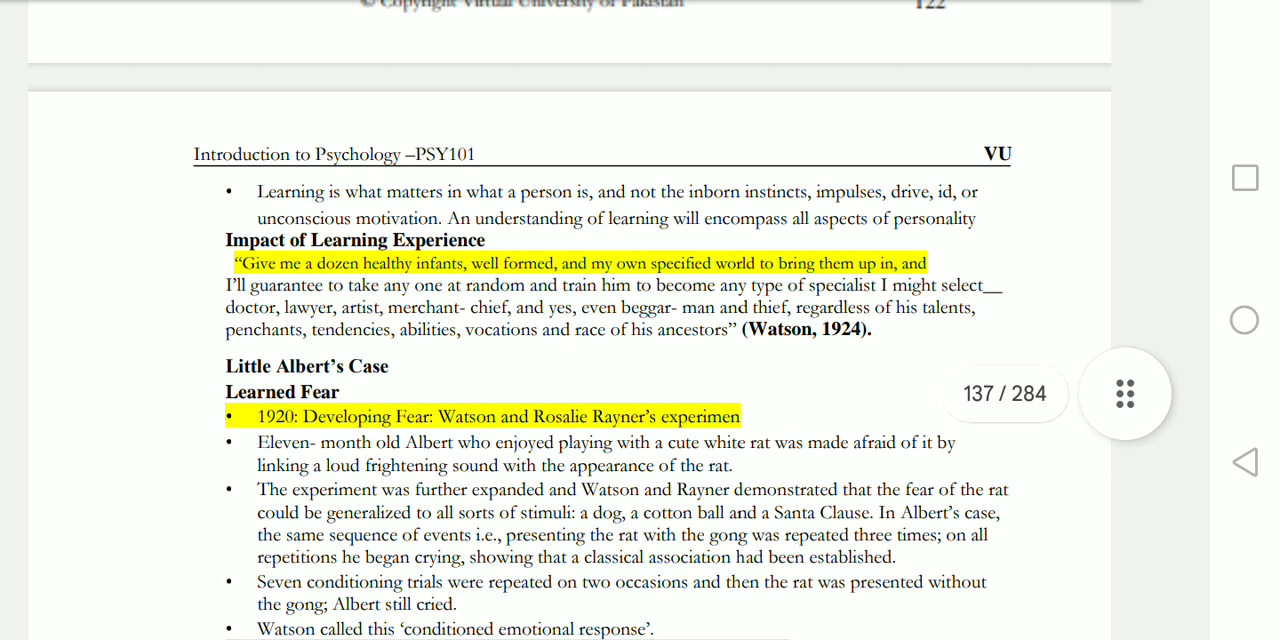 © Copyright Virtual University of Pakistan 122
Introduction to Psychology –PSY101 VU
• Learning is what matters in what a person is, and not the inborn instincts, impulses, drive, id, or
unconscious motivation. An understanding of learning will encompass all aspects of personality
Impact of Learning Experience
“Give me a dozen healthy infants, well formed, and my own specified world to bring them up in, and
I’ll guarantee to take any one at random and train him to become any type of specialist I might select__
doctor, lawyer, artist, merchant- chief, and yes, even beggar- man and thief, regardless of his talents,
penchants, tendencies, abilities, vocations and race of his ancestors” (Watson, 1924).
Little Albert’s Case
Learned Fear
• 1920: Developing Fear: Watson and Rosalie Rayner’s experimen
• Eleven- month old Albert who enjoyed playing with a cute white rat was made afraid of it by
linking a loud frightening sound with the appearance of the rat.
• The experiment was further expanded and Watson and Rayner demonstrated that the fear of the rat
could be generalized to all sorts of stimuli: a dog, a cotton ball and a Santa Clause. In Albert’s case,
the same sequence of events i.e., presenting the rat with the gong was repeated three times; on all
repetitions he began crying, showing that a classical association had been established.
• Seven conditioning trials were repeated on two occasions and then the rat was presented without
the gong; Albert still cried.
• Watson called this ‘conditioned emotional response’.
137 / 284